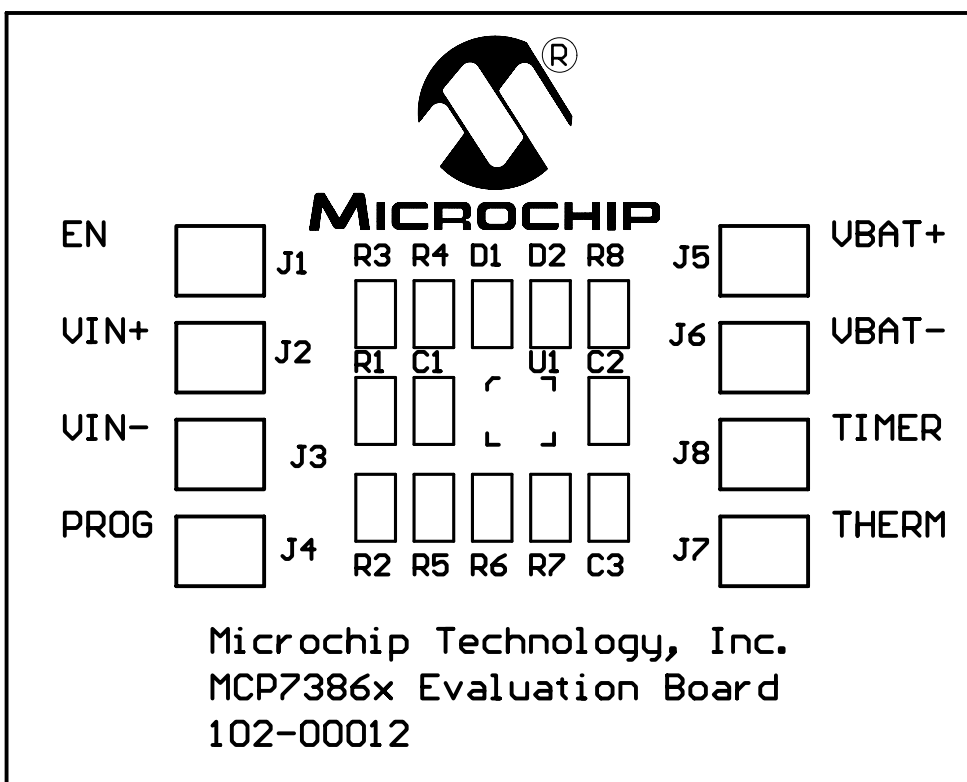 ®
MICROCHIP
EN
J1
R3 R4 D1 D2 R8
J5
VBAT+
VIN+
J2
R1 C1 U1 C2
J6
VBAT-
VIN-
J3
J8
TIMER
PROG
J4
R2 R5 R6 R7 C3
J7
THERM
Microchip Technology, Inc.
MCP7386x Evaluation Board
102-00012